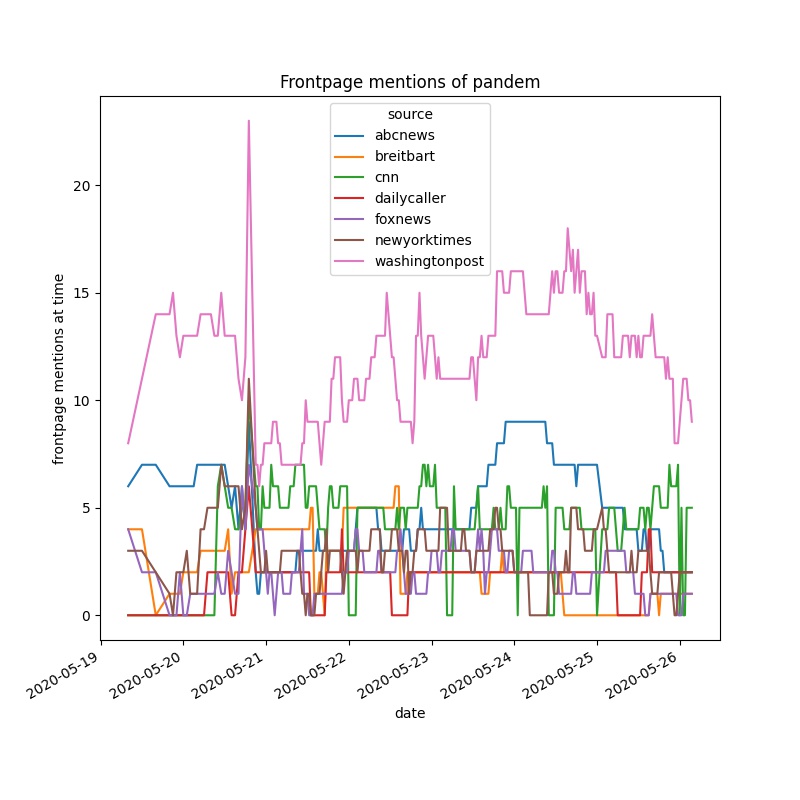 Frontpage mentions of pandem
source
abcnews
breitbart
cnn
dailycaller
foxnews
newyorktimes
washingtonpost
frontpage mentions at time
20
15
10
5
0
2020-05-19
2020-05-20
2020-05-21
2020-05-22
2020-05-23
2020-05-24
2020-05-25
2020-05-26
date